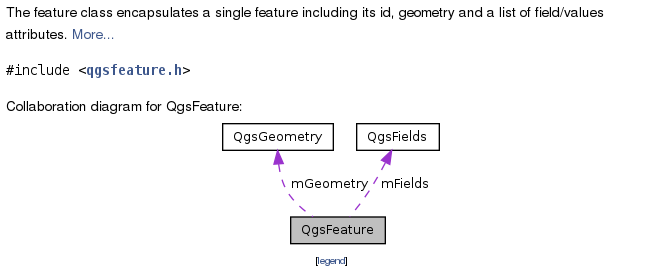 The feature class encapsulates a single feature including its id, geometry and a list of field/values
attributes. More...
#include <qgsfeature.h>
Collaboration diagram for QgsFeature:
QgsGeometry QgsFields
mGeometry mFields
QgsFeature
[legend]